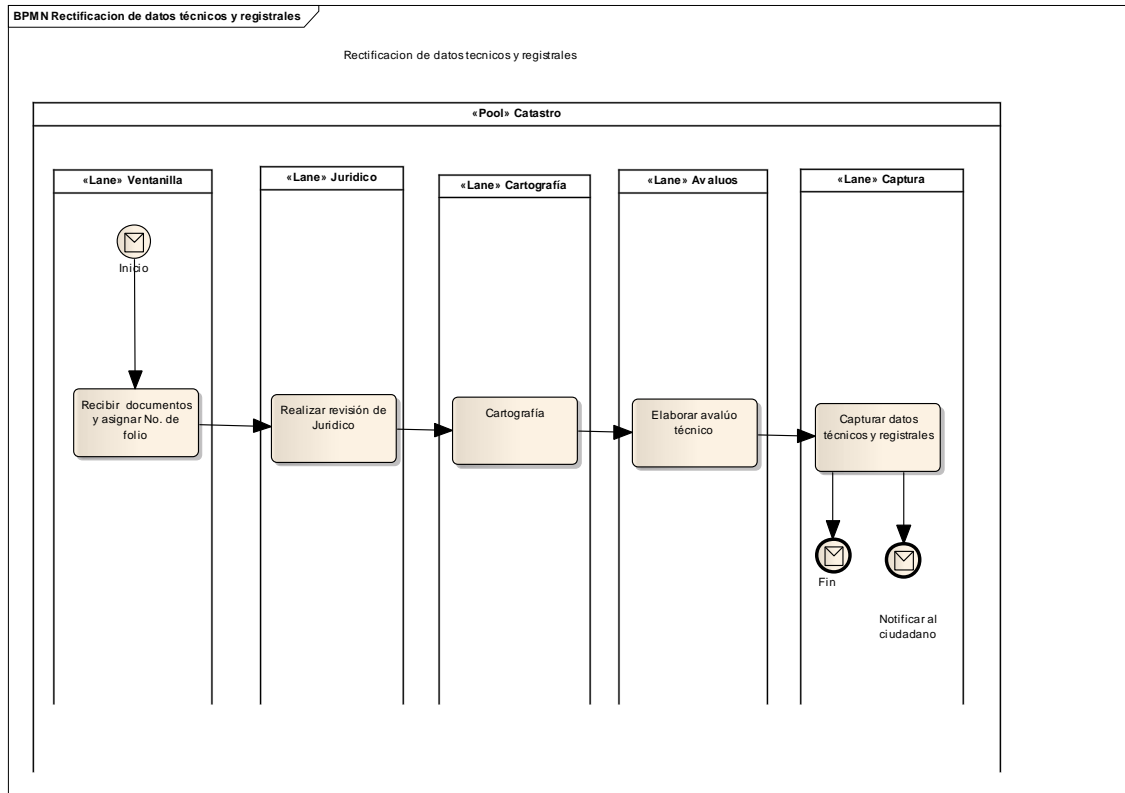 BPMN Rectificacion de datos técnicos y registrales
Rectificacion de datos tecnicos y registrales
«Pool» Catastro
«Lane» Ventanilla
«Lane» Juridico
«Lane» Cartografía
«Lane» Avaluos
«Lane» Captura
Inicio
Recibir documentos
y asignar No. de
folio
Realizar revisión de
Juridico
Cartografía
Elaborar avalúo
técnico
Capturar datos
técnicos y registrales
Fin
Notificar al
ciudadano